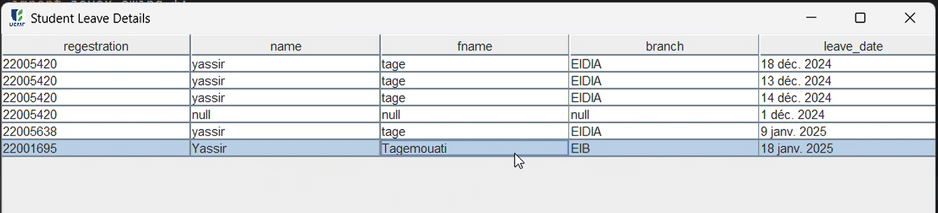 Student Leave Details
regestration name fname branch leave_date
22005420 yassir tage EIDIA 18 déc. 2024
22005420 yassir tage EIDIA 13 déc. 2024
22005420 yassir tage EIDIA 14 déc. 2024
22005420 null null null 1 déc. 2024
22005638 yassir tage EIDIA 9 janv. 2025
22001695 Yassir Tagemouati EIB 18 janv. 2025